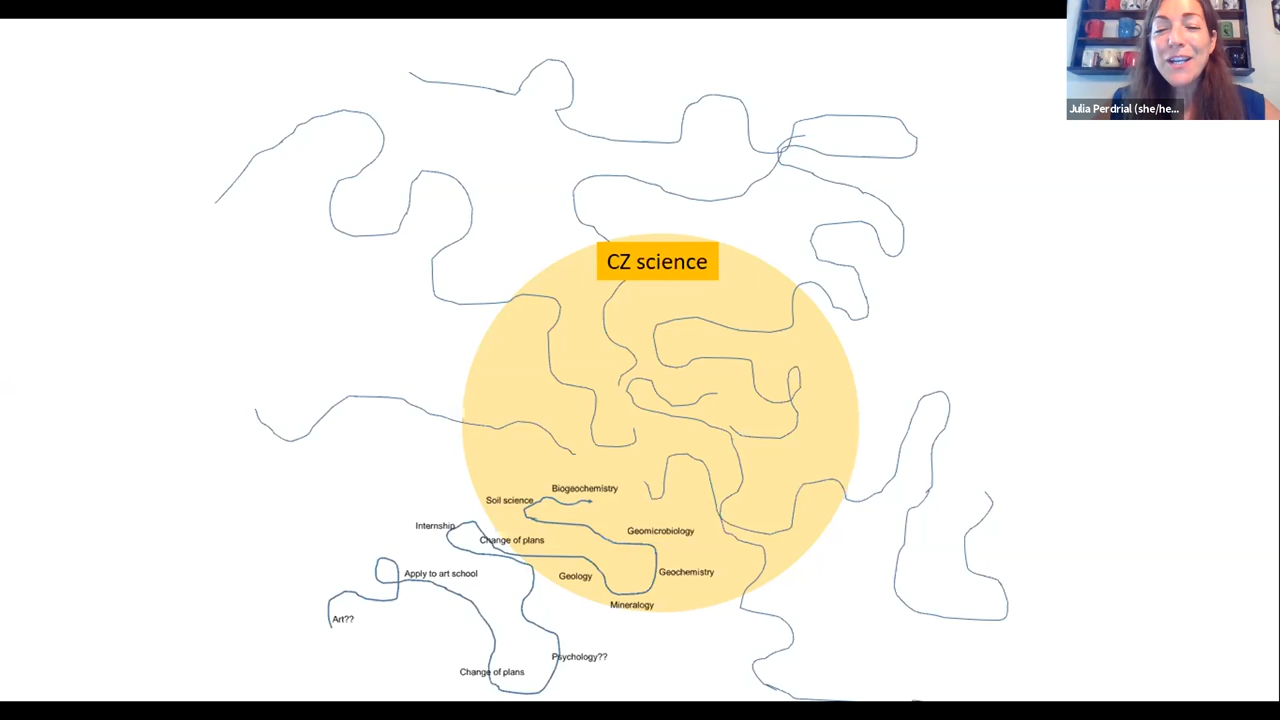 Julia Perdrial (she/he...
CZ science
Biogeochemistry
Soil science
Internship
Change of plans
Geomicrobiology
Geology
Geochemistry
Apply to art school
Mineralogy
Art??
Psychology??
Change of plans